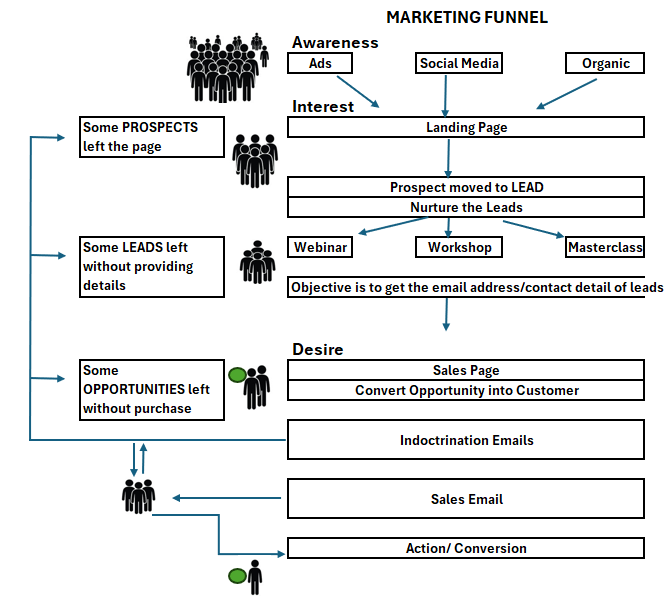 MARKETING FUNNEL
Awareness
Ads
Social Media
Organic
Interest
Landing Page
Some PROSPECTS
left the page
Prospect moved to LEAD
Nurture the Leads
Webinar
Workshop
Masterclass
Some LEADS left
without providing
details
Objective is to get the email address/contact detail of leads
Desire
Sales Page
Convert Opportunity into Customer
Some
OPPORTUNITIES left
without purchase
Indoctrination Emails
Sales Email
Action/ Conversion